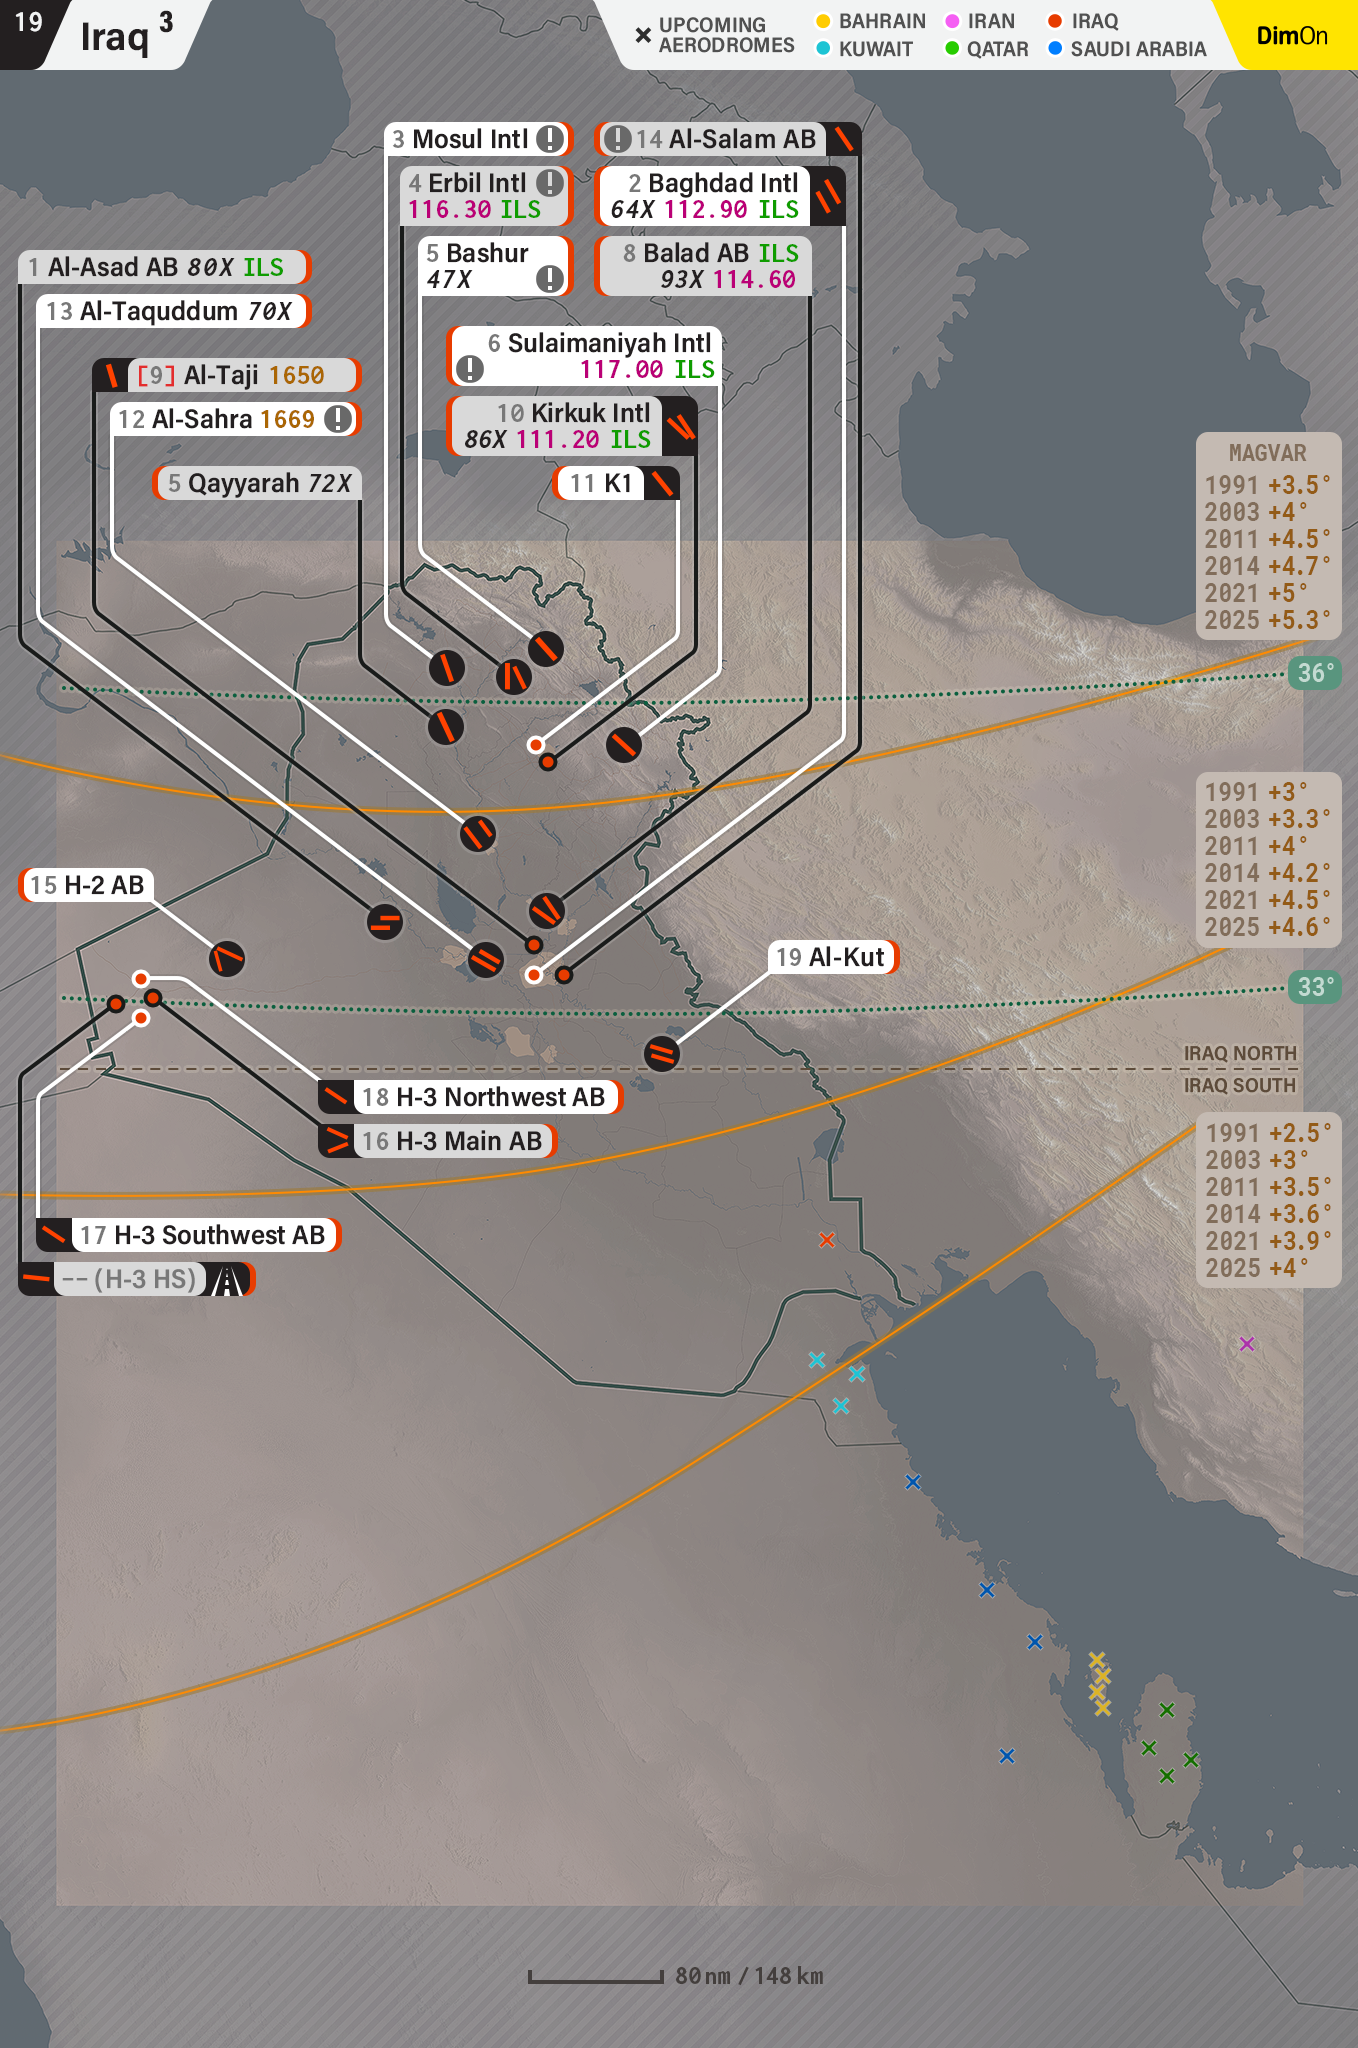 19
Iraq 3
UPCOMING
AERODROMES
BAHRAIN
IRAN
IRAQ
KUWAIT
QATAR
SAUDI ARABIA
DimOn
3 Mosul Intl !
! 14 Al-Salam AB
4 Erbil Intl !
116.30 ILS
2 Baghdad Intl
64X 112.90 ILS
5 Bashur
47X !
8 Balad AB ILS
93X 114.60
1 Al-Asad AB 80X ILS
13 Al-Taquddum 70X
6 Sulaimaniyah Intl
! 117.00 ILS
[9] Al-Taji 1650
12 Al-Sahra 1669 !
10 Kirkuk Intl
86X 111.20 ILS
5 Qayyarah 72X
11 K1
MAGVAR
1991 +3.5°
2003 +4°
2011 +4.5°
2014 +4.7°
2021 +5°
2025 +5.3°
36°
1991 +3°
2003 +3.3°
2011 +4°
2014 +4.2°
2021 +4.5°
2025 +4.6°
15 H-2 AB
19 Al-Kut
33°
IRAQ NORTH
IRAQ SOUTH
18 H-3 Northwest AB
16 H-3 Main AB
1991 +2.5°
2003 +3°
2011 +3.5°
2014 +3.6°
2021 +3.9°
2025 +4°
17 H-3 Southwest AB
-- (H-3 HS)
80 nm / 148 km